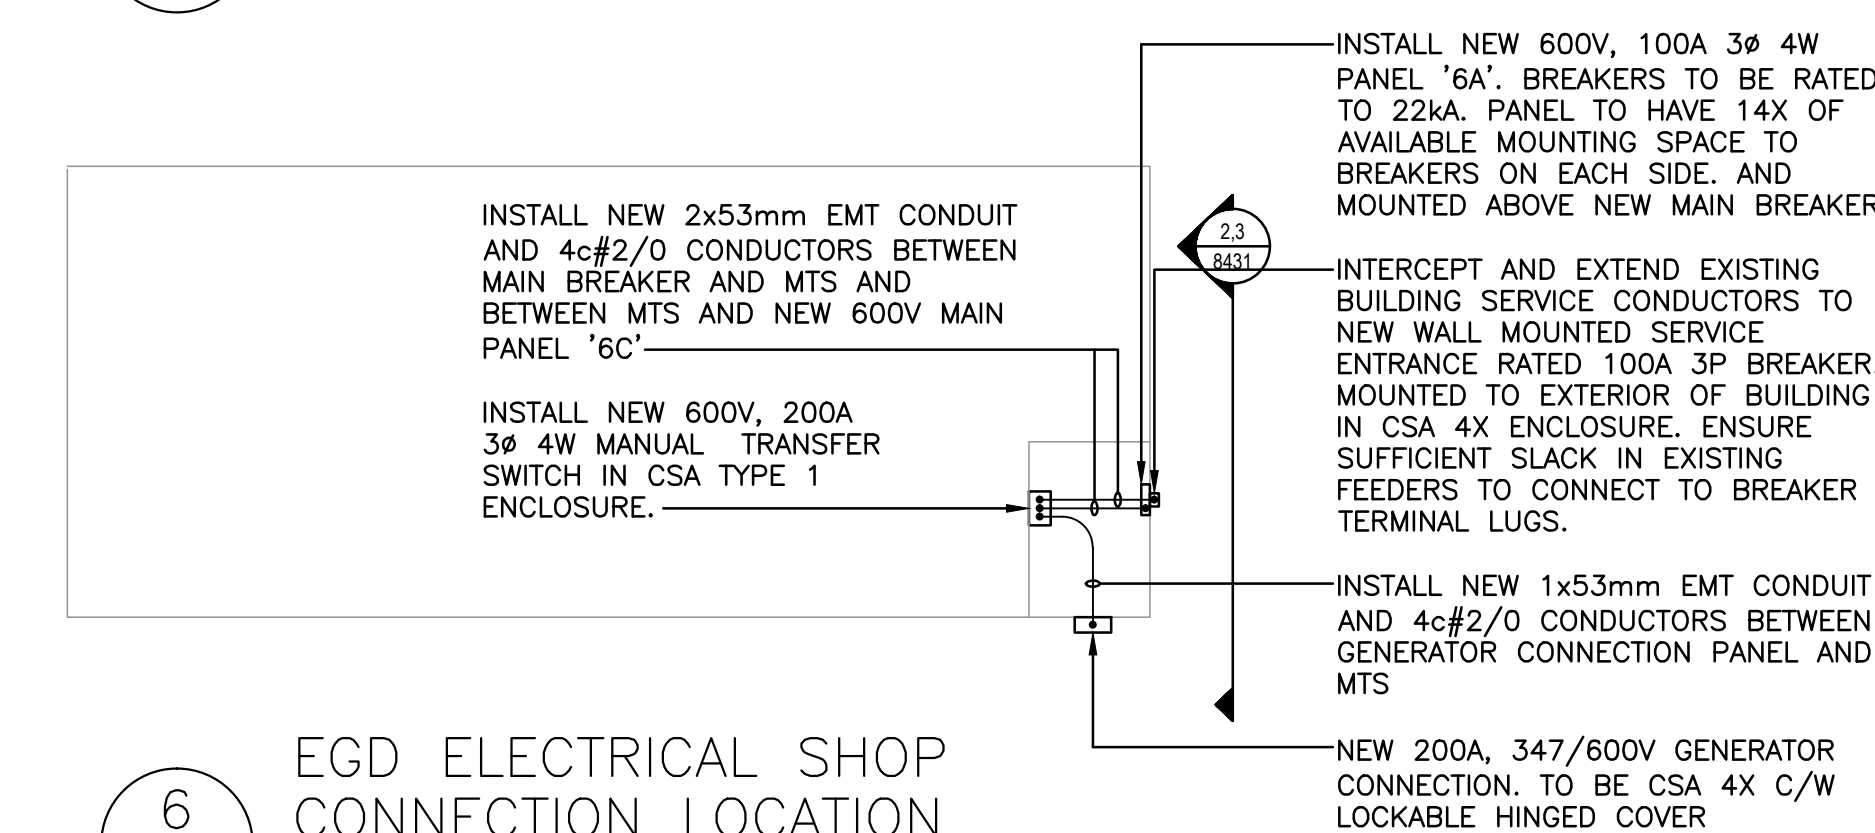 INSTALL NEW 600V, 100A 3ø 4W
PANEL '6A'. BREAKERS TO BE RATED
TO 22kA. PANEL TO HAVE 14X OF
AVAILABLE MOUNTING SPACE TO
BREAKERS ON EACH SIDE. AND
MOUNTED ABOVE NEW MAIN BREAKER
INSTALL NEW 2x53mm EMT CONDUIT
AND 4c#2/0 CONDUCTORS BETWEEN
MAIN BREAKER AND MTS AND
BETWEEN MTS AND NEW 600V MAIN
PANEL '6C'
2,3
8431
INTERCEPT AND EXTEND EXISTING
BUILDING SERVICE CONDUCTORS TO
NEW WALL MOUNTED SERVICE
ENTRANCE RATED 100A 3P BREAKER.
MOUNTED TO EXTERIOR OF BUILDING
IN CSA 4X ENCLOSURE. ENSURE
SUFFICIENT SLACK IN EXISTING
FEEDERS TO CONNECT TO BREAKER
TERMINAL LUGS.
INSTALL NEW 600V, 200A
3ø 4W MANUAL TRANSFER
SWITCH IN CSA TYPE 1
ENCLOSURE.
INSTALL NEW 1x53mm EMT CONDUIT
AND 4c#2/0 CONDUCTORS BETWEEN
GENERATOR CONNECTION PANEL AND
MTS
NEW 200A, 347/600V GENERATOR
CONNECTION. TO BE CSA 4X C/W
LOCKABLE HINGED COVER
6
EGD ELECTRICAL SHOP
CONNECTION LOCATION